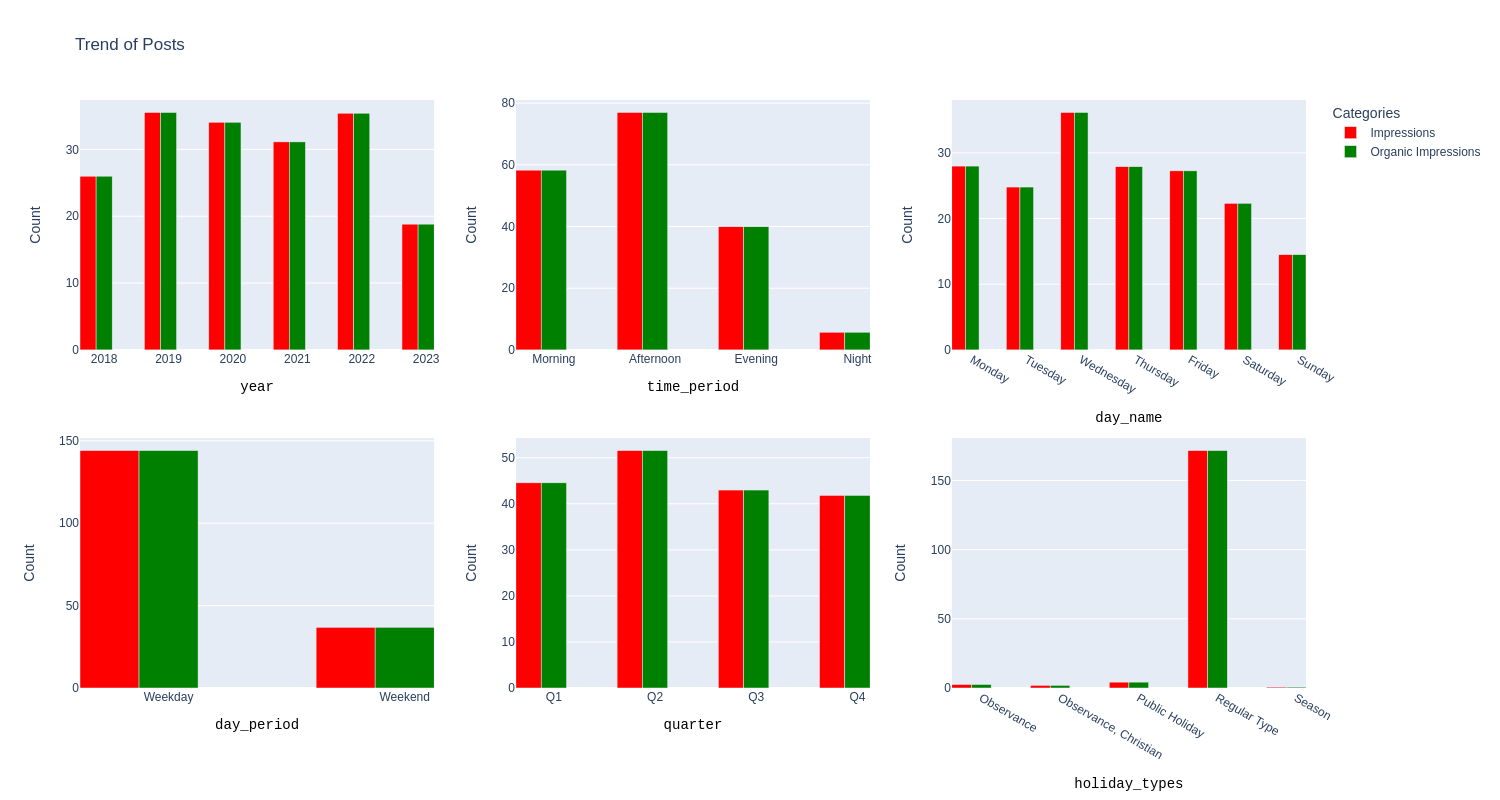 Trend of Posts
Categories
Impressions
Organic Impressions
Count
30
20
10
0
2018 2019 2020 2021 2022 2023
year
Count
80
60
40
20
0
Morning Afternoon Evening Night
time_period
Count
30
20
10
0
Monday Tuesday Wednesday Thursday Friday Saturday Sunday
day_name
Count
150
100
50
0
Weekday Weekend
day_period
Count
50
40
30
20
10
0
Q1 Q2 Q3 Q4
quarter
Count
150
100
50
0
Observance Observance, Christian Public Holiday Regular Type Season
holiday_types